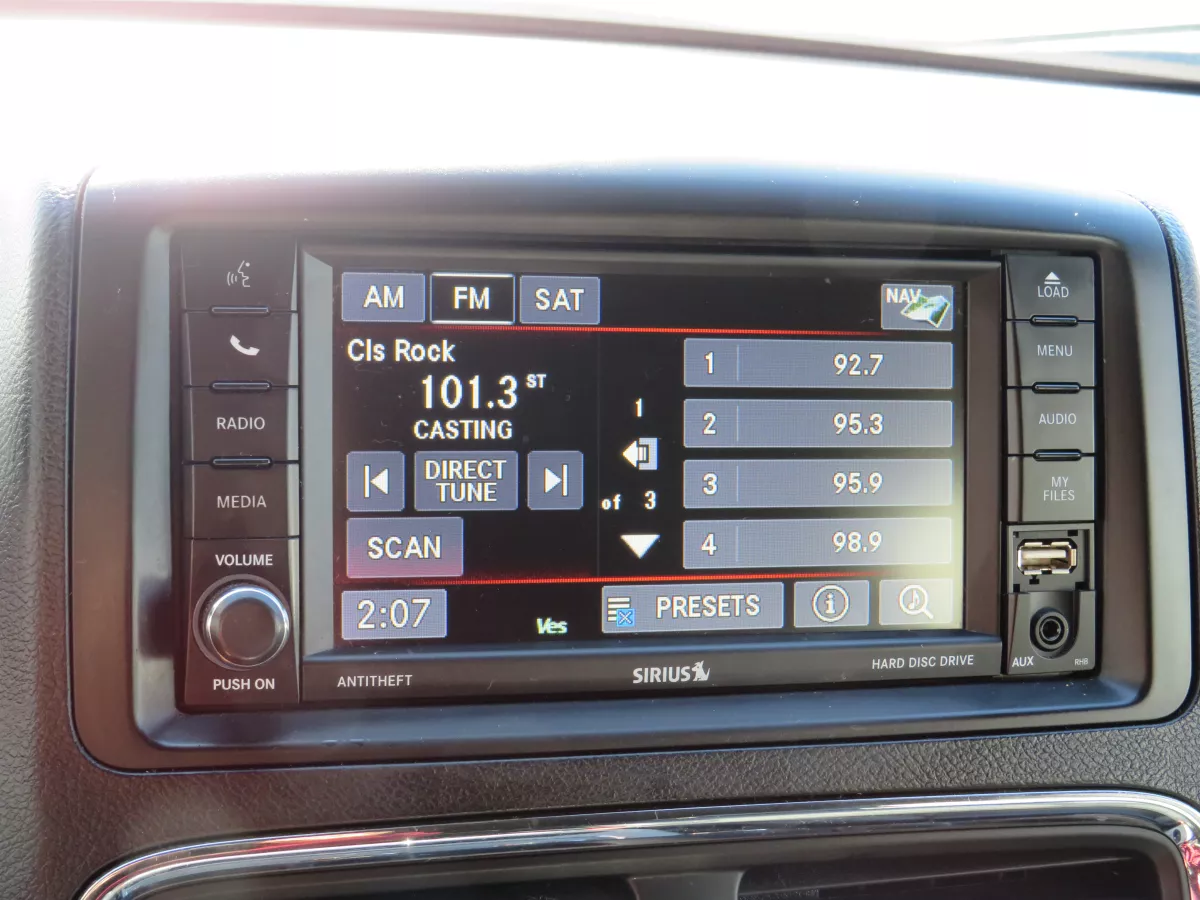 LOAD
AM FM SAT NAV
MENU
Cls Rock
1 92.7
101.3 ST
CASTING
RADIO
AUDIO
1
2 95.3
DIRECT
TUNE
of 3
3 95.9
MEDIA
MY
FILES
SCAN
4 98.9
VOLUME
2:07
Ves
PRESETS
i
PUSH ON
ANTITHEFT
SIRIUS
HARD DISC DRIVE
AUX
RHB